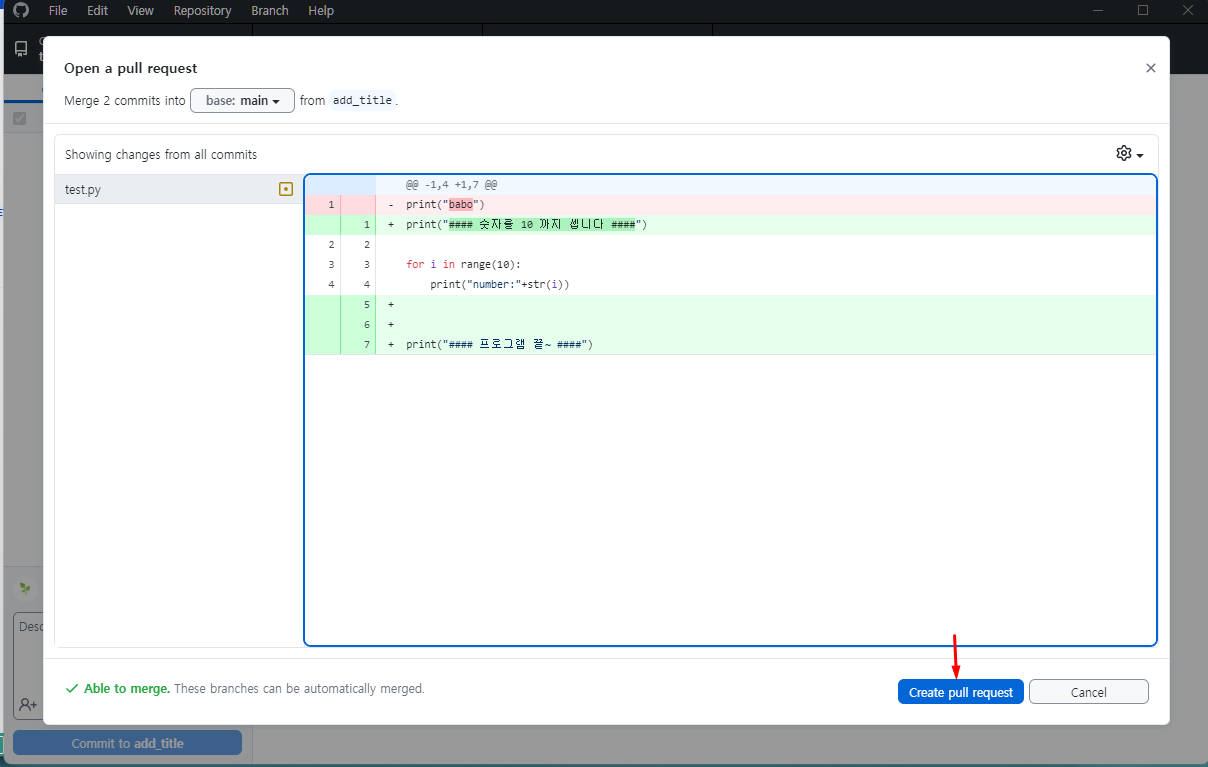 File Edit View Repository Branch Help
Open a pull request
Merge 2 commits into base: main from add_title.
Showing changes from all commits
test.py
@@ -1,4 +1,7 @@
1 - print("babo")
1 + print("#### 숫자를 10 까지 셉니다 ####")
2 2
3 3 for i in range(10):
4 4 print("number:"+str(i))
5 +
6 +
7 + print("#### 프로그램 끝~ ####")
Desc
Able to merge. These branches can be automatically merged.
Create pull request
Cancel
Commit to add_title